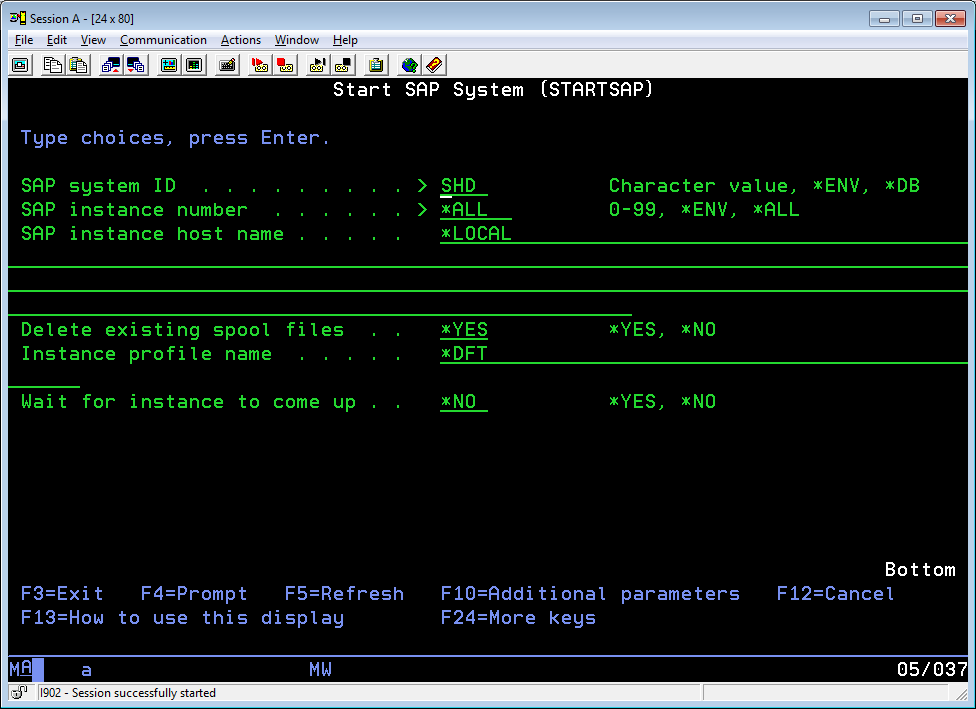 Session A - [24 x 80]
File Edit View Communication Actions Window Help
Start SAP System (STARTSAP)
Type choices, press Enter.
SAP system ID . . . . . . . . . > SHD Character value, *ENV, *DB
SAP instance number . . . . . . > *ALL 0-99, *ENV, *ALL
SAP instance host name . . . . . *LOCAL
Delete existing spool files . . *YES *YES, *NO
Instance profile name . . . . . *DFT
Wait for instance to come up . . *NO *YES, *NO
Bottom
F3=Exit F4=Prompt F5=Refresh F10=Additional parameters F12=Cancel
F13=How to use this display F24=More keys
MA a MW 05/037
I902 - Session successfully started